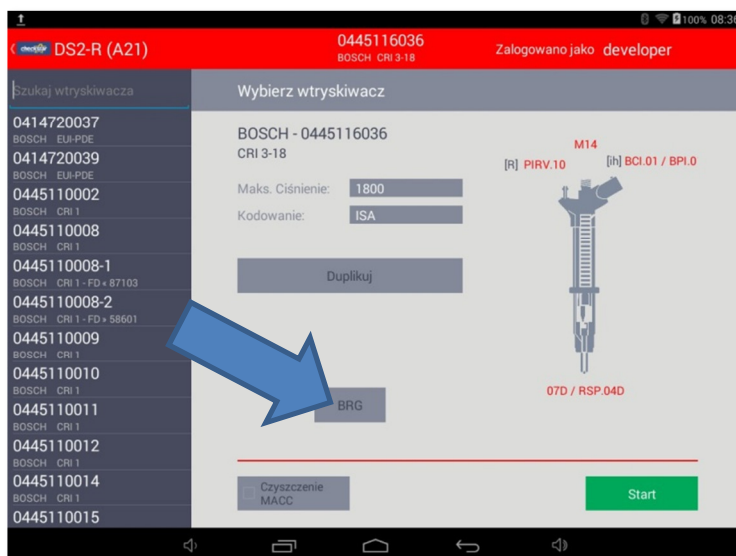 100% 08:36
checkstar DS2-R (A21)
0445116036
BOSCH CRI 3-18
Zalogowano jako developer
Szukaj wtryskiwacza
Wybierz wtryskiwacz
0414720037
BOSCH EUI-PDE
0414720039
BOSCH EUI-PDE
0445110002
BOSCH CRI 1
0445110008
BOSCH CRI 1
0445110008-1
BOSCH CRI 1 - FD « 87103
0445110008-2
BOSCH CRI 1 - FD » 58601
0445110009
BOSCH CRI 1
0445110010
BOSCH CRI 1
0445110011
BOSCH CRI 1
0445110012
BOSCH CRI 1
0445110014
BOSCH CRI 1
0445110015
BOSCH - 0445116036
CRI 3-18
Maks. Ciśnienie: 1800
Kodowanie: ISA
Duplikuj
BRG
M14
[R] PIRV.10
[ih] BCI.01 / BPI.0
07D / RSP.04D
Czyszczenie
MACC
Start